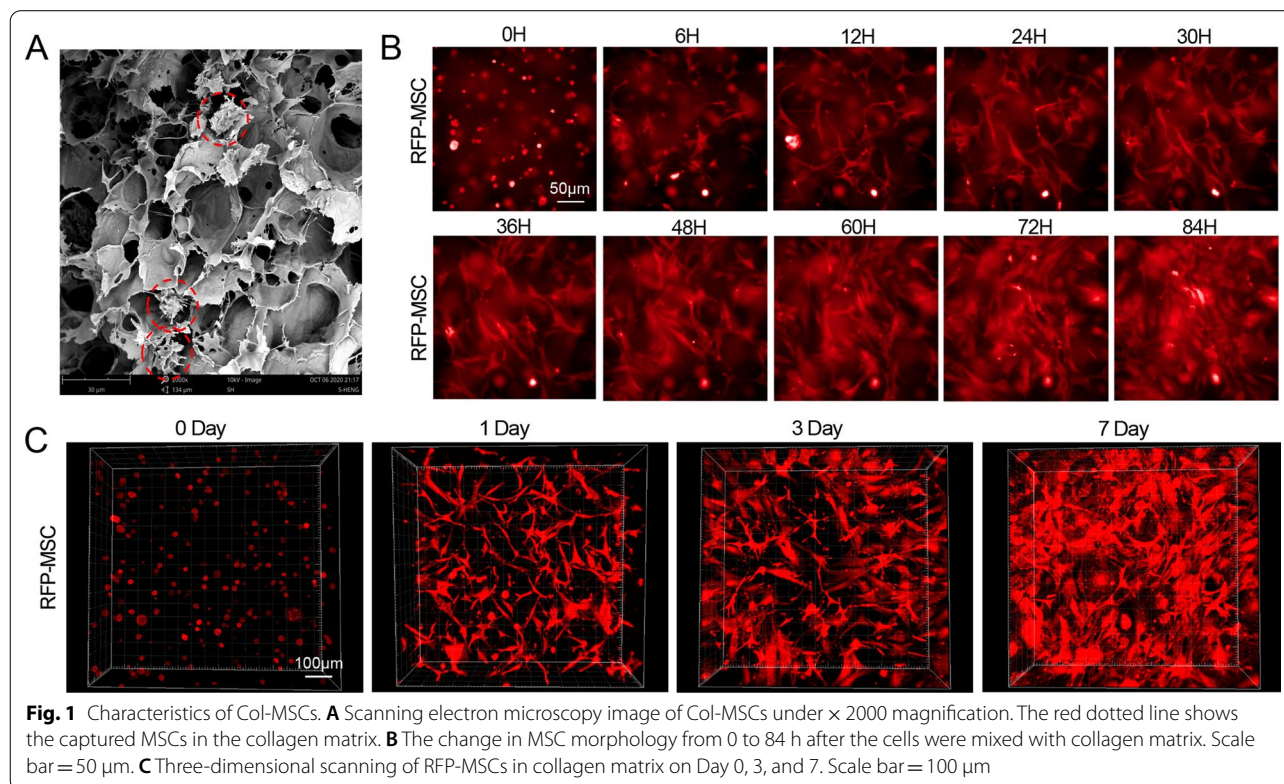 A
30 µm
2000x
134 µm
10kV - Image
SH
OCT 06 2020 21:17
S-HENG
B
0H 6H 12H 24H 30H
RFP-MSC
50µm
36H 48H 60H 72H 84H
RFP-MSC
C
0 Day 1 Day 3 Day 7 Day
RFP-MSC
100µm
Fig. 1 Characteristics of Col-MSCs. A Scanning electron microscopy image of Col-MSCs under × 2000 magnification. The red dotted line shows
the captured MSCs in the collagen matrix. B The change in MSC morphology from 0 to 84 h after the cells were mixed with collagen matrix. Scale
bar = 50 µm. C Three-dimensional scanning of RFP-MSCs in collagen matrix on Day 0, 3, and 7. Scale bar = 100 µm